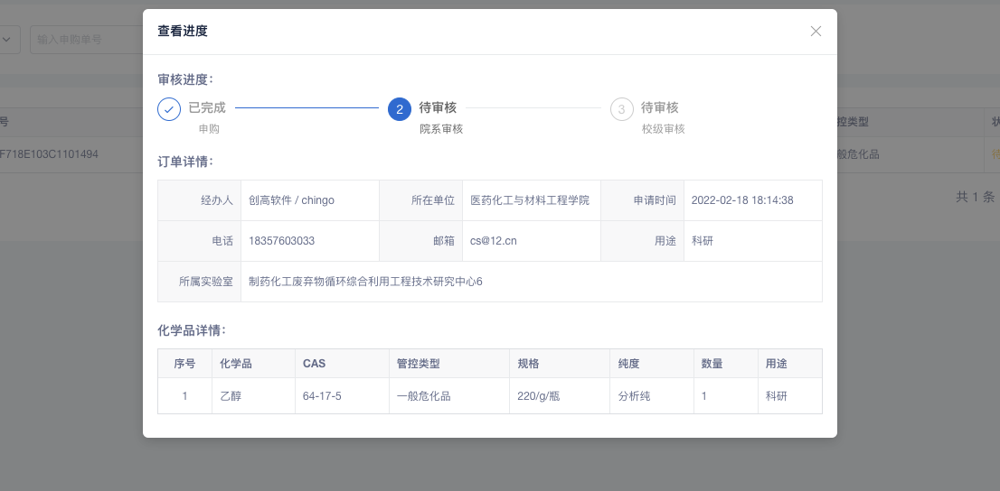 查看进度
输入申购单号
审核进度：
已完成
2 待审核
3 待审核
申购
院系审核
校级审核
号
控类型
状
F718E103C1101494
般危化品
待
共 1 条
订单详情：
经办人 创高软件 / chingo 所在单位 医药化工与材料工程学院 申请时间 2022-02-18 18:14:38
电话 18357603033 邮箱 cs@12.cn 用途 科研
所属实验室 制药化工废弃物循环综合利用工程技术研究中心6
化学品详情：
序号 化学品 CAS 管控类型 规格 纯度 数量 用途
1 乙醇 64-17-5 一般危化品 220/g/瓶 分析纯 1 科研